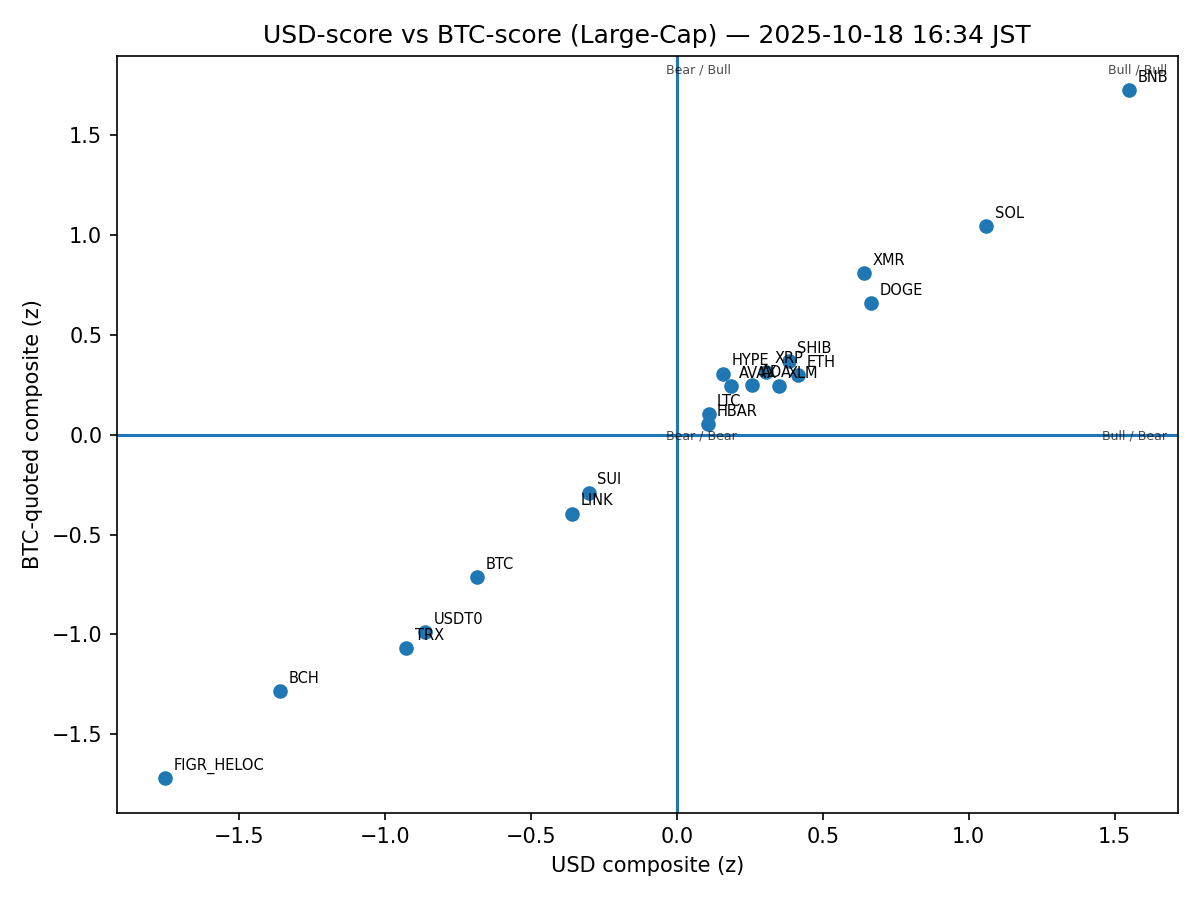 USD-score vs BTC-score (Large-Cap) — 2025-10-18 16:34 JST
Bear / Bull
Bull / Bull
BNB
SOL
XMR
DOGE
SHIB
XRP
ETH
HYPE
AVAX
ADA
XLM
LTC
HBAR
Bear / Bear
Bull / Bear
SUI
LINK
BTC
USDT0
TRX
BCH
FIGR_HELOC
1.5
1.0
0.5
0.0
−0.5
−1.0
−1.5
BTC-quoted composite (z)
−1.5
−1.0
−0.5
0.0
0.5
1.0
1.5
USD composite (z)